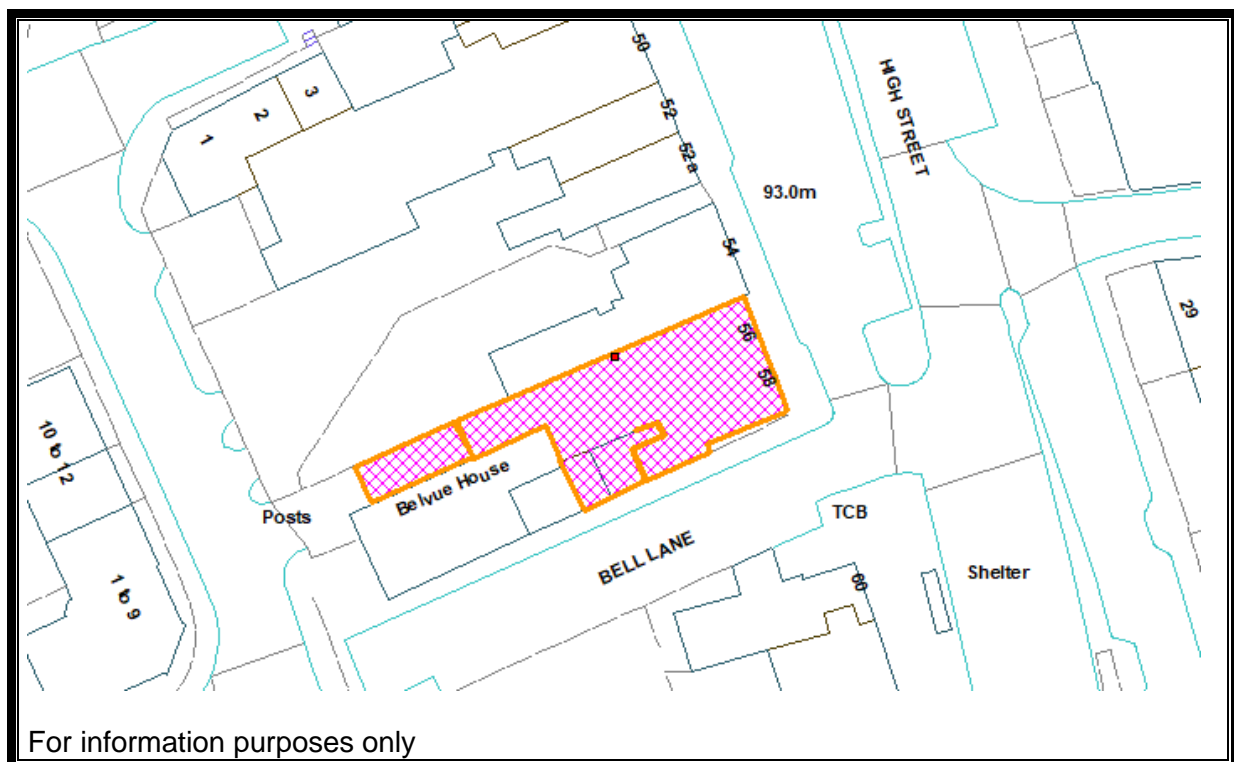 50
HIGH STREET
3
2
1
52
52a
93.0m
54
56
29
58
10 to 12
Belvue House
Posts
TCB
BELL LANE
Shelter
60
1 to 9
For information purposes only